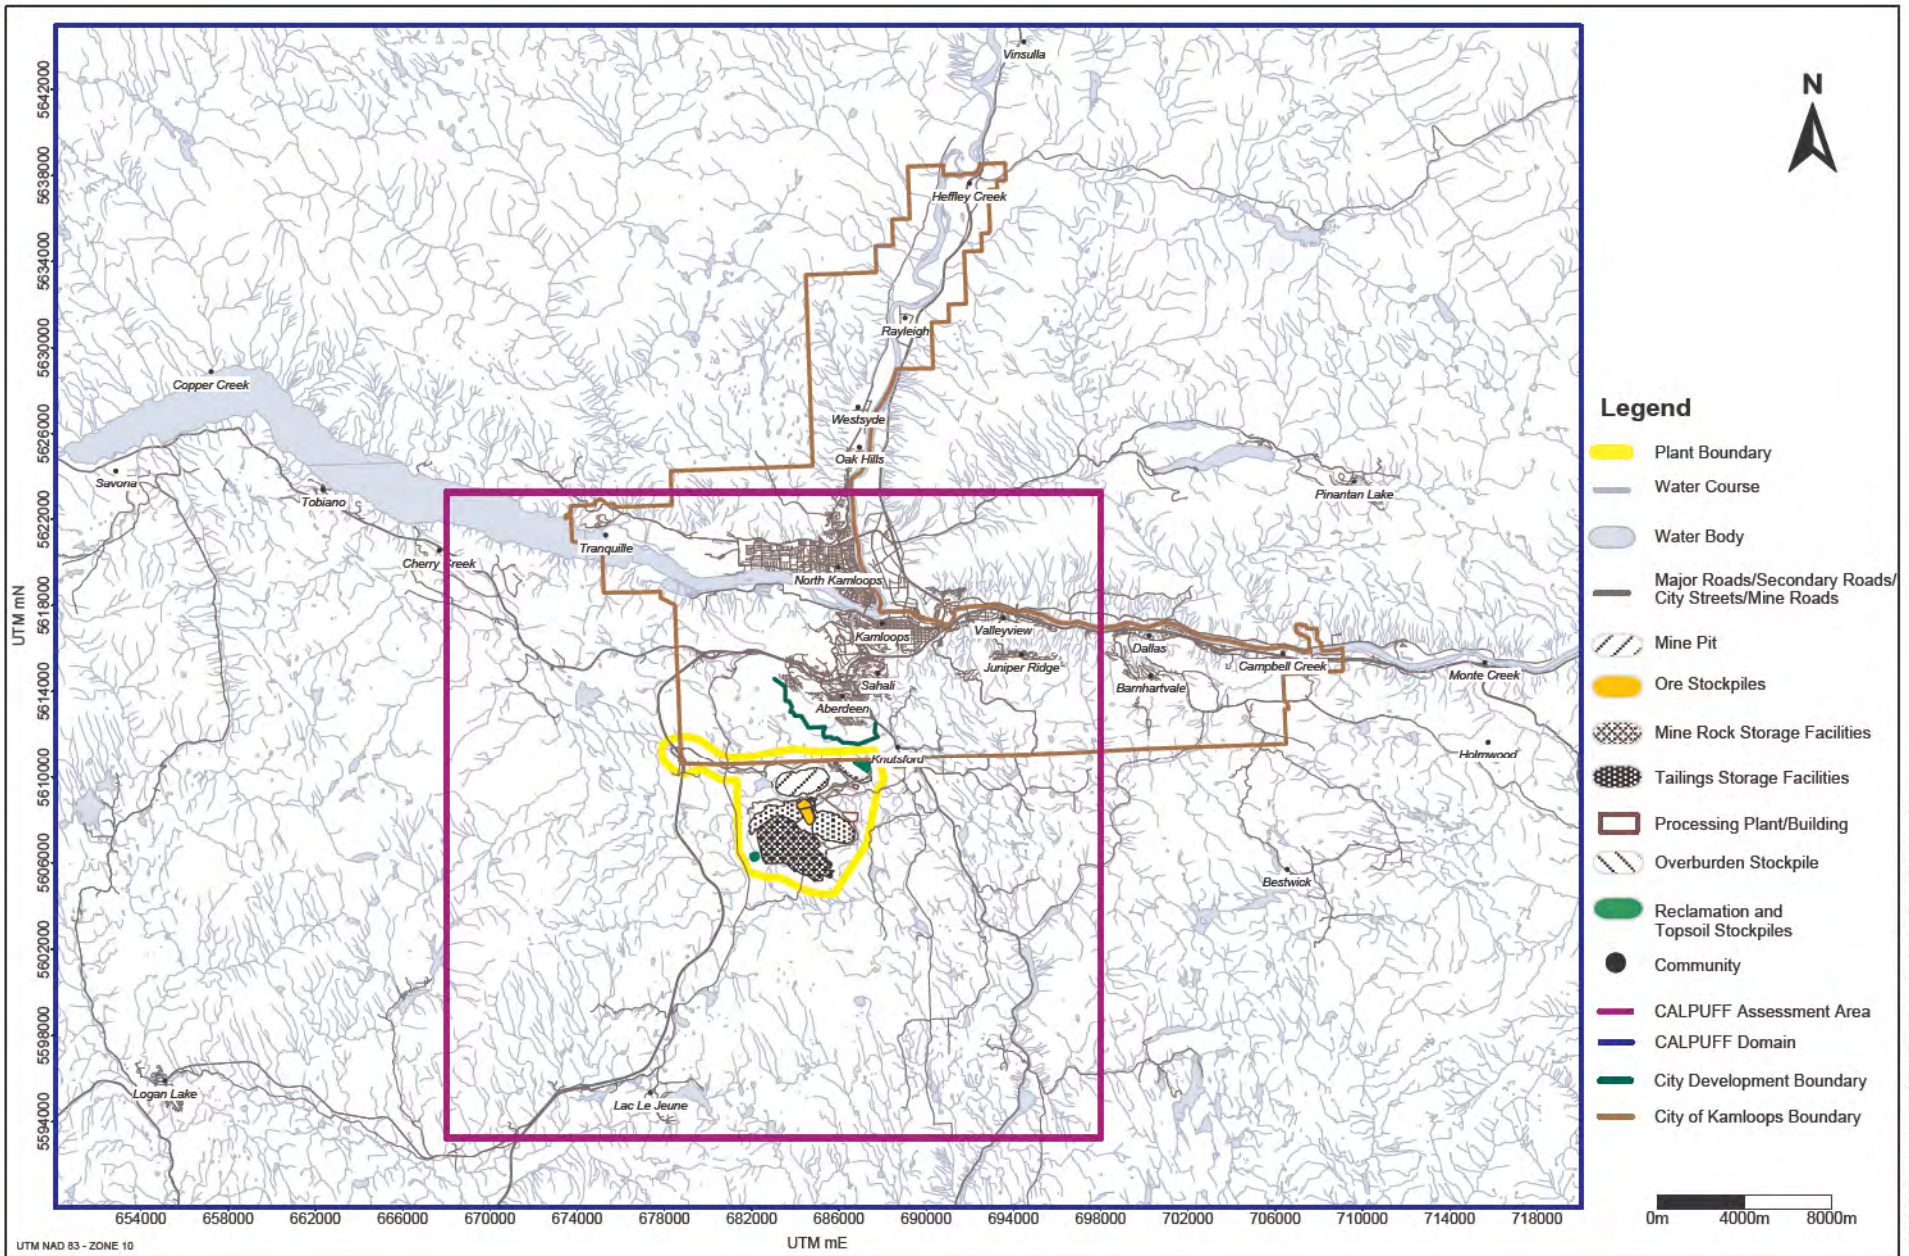 Vinsulla
N
Heffley Creek
Rayleigh
Copper Creek
Westsyde
Oak Hills
Savona
Tobiano
Pinantan Lake
Tranquille
Cherry Creek
North Kamloops
Kamloops
Valleyview
Dallas
Juniper Ridge
Campbell Creek
Monte Creek
Sahali
Barnhartvale
Aberdeen
Knutsford
Holmwood
Bestwick
Logan Lake
Lac Le Jeune
UTM mN
5642000
5638000
5634000
5630000
5626000
5622000
5618000
5614000
5610000
5606000
5602000
5598000
5594000
654000 658000 662000 666000 670000 674000 678000 682000 686000 690000 694000 698000 702000 706000 710000 714000 718000
UTM mE
UTM NAD 83 - ZONE 10
Legend
Plant Boundary
Water Course
Water Body
Major Roads/Secondary Roads/
City Streets/Mine Roads
Mine Pit
Ore Stockpiles
Mine Rock Storage Facilities
Tailings Storage Facilities
Processing Plant/Building
Overburden Stockpile
Reclamation and
Topsoil Stockpiles
Community
CALPUFF Assessment Area
CALPUFF Domain
City Development Boundary
City of Kamloops Boundary
0m 4000m 8000m